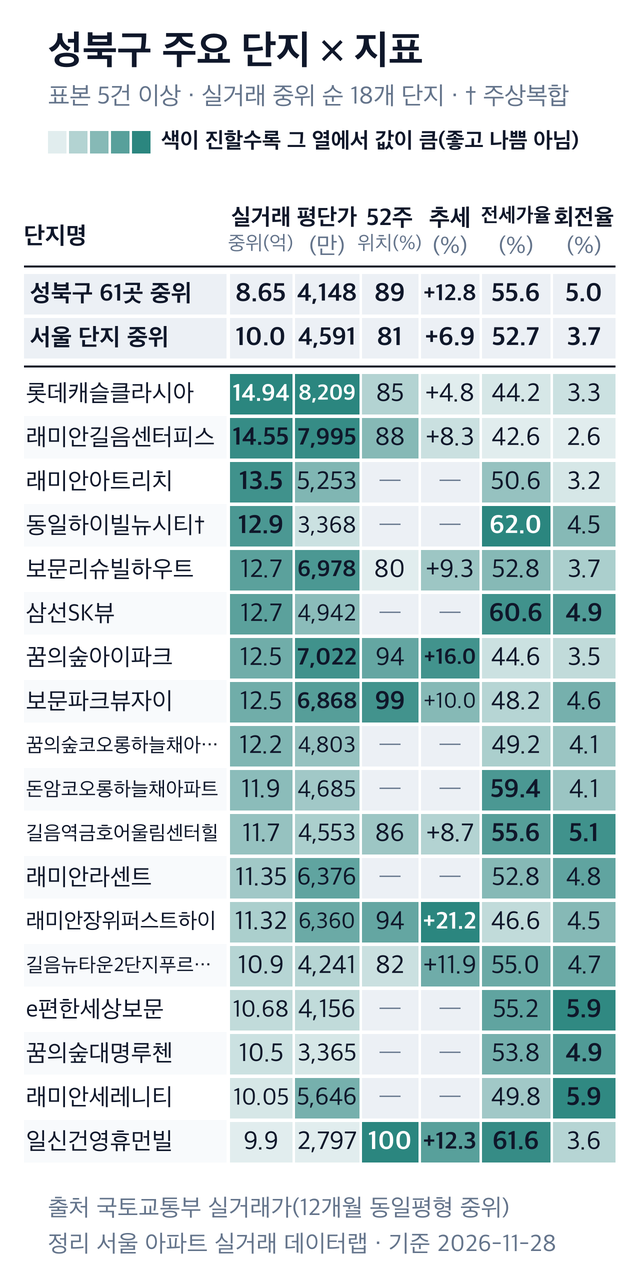 성북구 주요 단지 × 지표
표본 5건 이상 · 실거래 중위 순 18개 단지 · † 주상복합
색이 진할수록 그 열에서 값이 큼(좋고 나쁨 아님)
단지명 실거래 중위(억) 평단가 (만) 52주 위치(%) 추세 (%) 전세가율 (%) 회전율 (%)
성북구 61곳 중위 8.65 4,148 89 +12.8 55.6 5.0
서울 단지 중위 10.0 4,591 81 +6.9 52.7 3.7
롯데캐슬클라시아 14.94 8,209 85 +4.8 44.2 3.3
래미안길음센터피스 14.55 7,995 88 +8.3 42.6 2.6
래미안아트리치 13.5 5,253 — — 50.6 3.2
동일하이빌뉴시티† 12.9 3,368 — — 62.0 4.5
보문리슈빌하우트 12.7 6,978 80 +9.3 52.8 3.7
삼선SK뷰 12.7 4,942 — — 60.6 4.9
꿈의숲아이파크 12.5 7,022 94 +16.0 44.6 3.5
보문파크뷰자이 12.5 6,868 99 +10.0 48.2 4.6
꿈의숲코오롱하늘채아… 12.2 4,803 — — 49.2 4.1
돈암코오롱하늘채아파트 11.9 4,685 — — 59.4 4.1
길음역금호어울림센터힐 11.7 4,553 86 +8.7 55.6 5.1
래미안라센트 11.35 6,376 — — 52.8 4.8
래미안장위퍼스트하이 11.32 6,360 94 +21.2 46.6 4.5
길음뉴타운2단지푸르… 10.9 4,241 82 +11.9 55.0 4.7
e편한세상보문 10.68 4,156 — — 55.2 5.9
꿈의숲대명루첸 10.5 3,365 — — 53.8 4.9
래미안세레니티 10.05 5,646 — — 49.8 5.9
일신건영휴먼빌 9.9 2,797 100 +12.3 61.6 3.6
출처 국토교통부 실거래가(12개월 동일평형 중위)
정리 서울 아파트 실거래 데이터랩 · 기준 2026-11-28